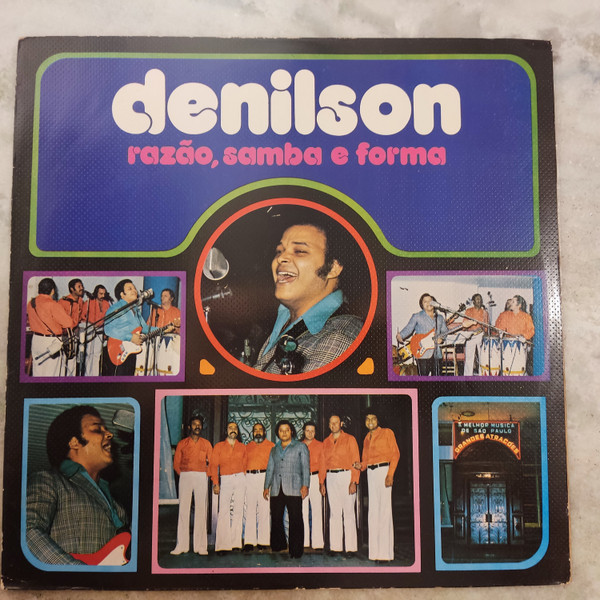 denilson
razão, samba e forma
A MELHOR MUSICA
DE SÃO PAULO
GRANDES ATRACÕES